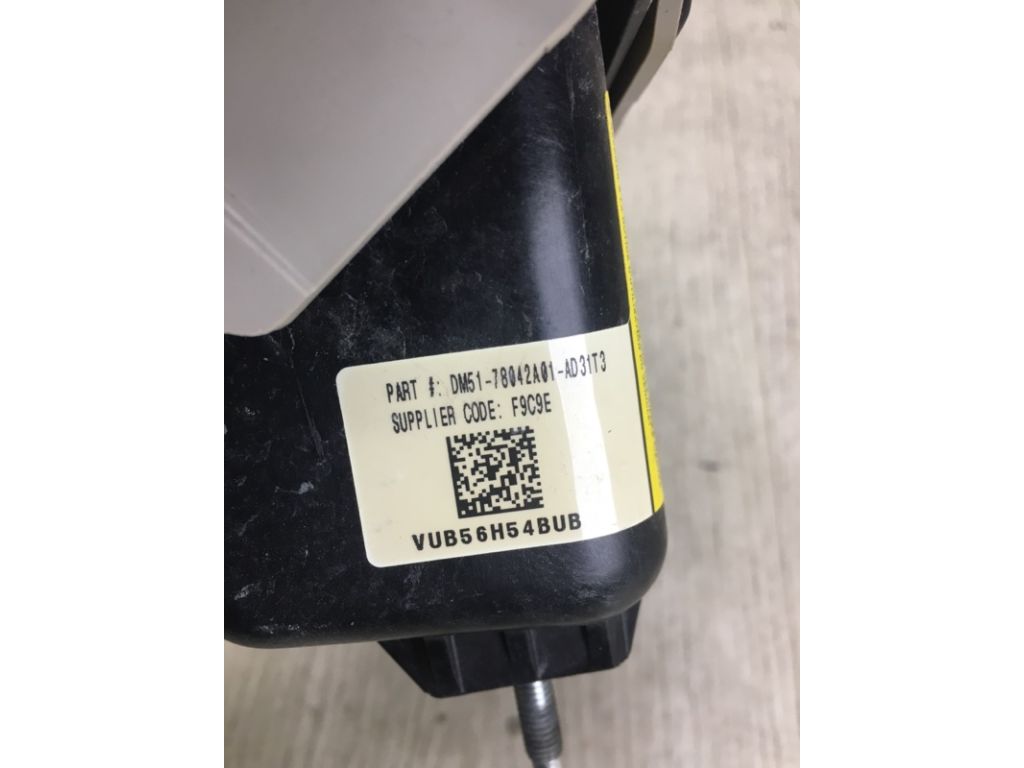 PART #: DM51-78042A01-AD31T3
SUPPLIER CODE: F9C9E
VUB56H54BUB